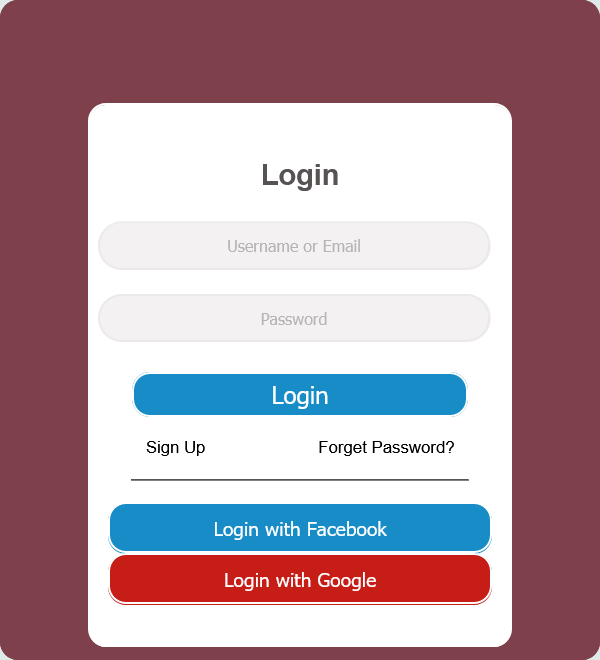 Login
Username or Email
Password
Login
Sign Up Forget Password?
Login with Facebook
Login with Google